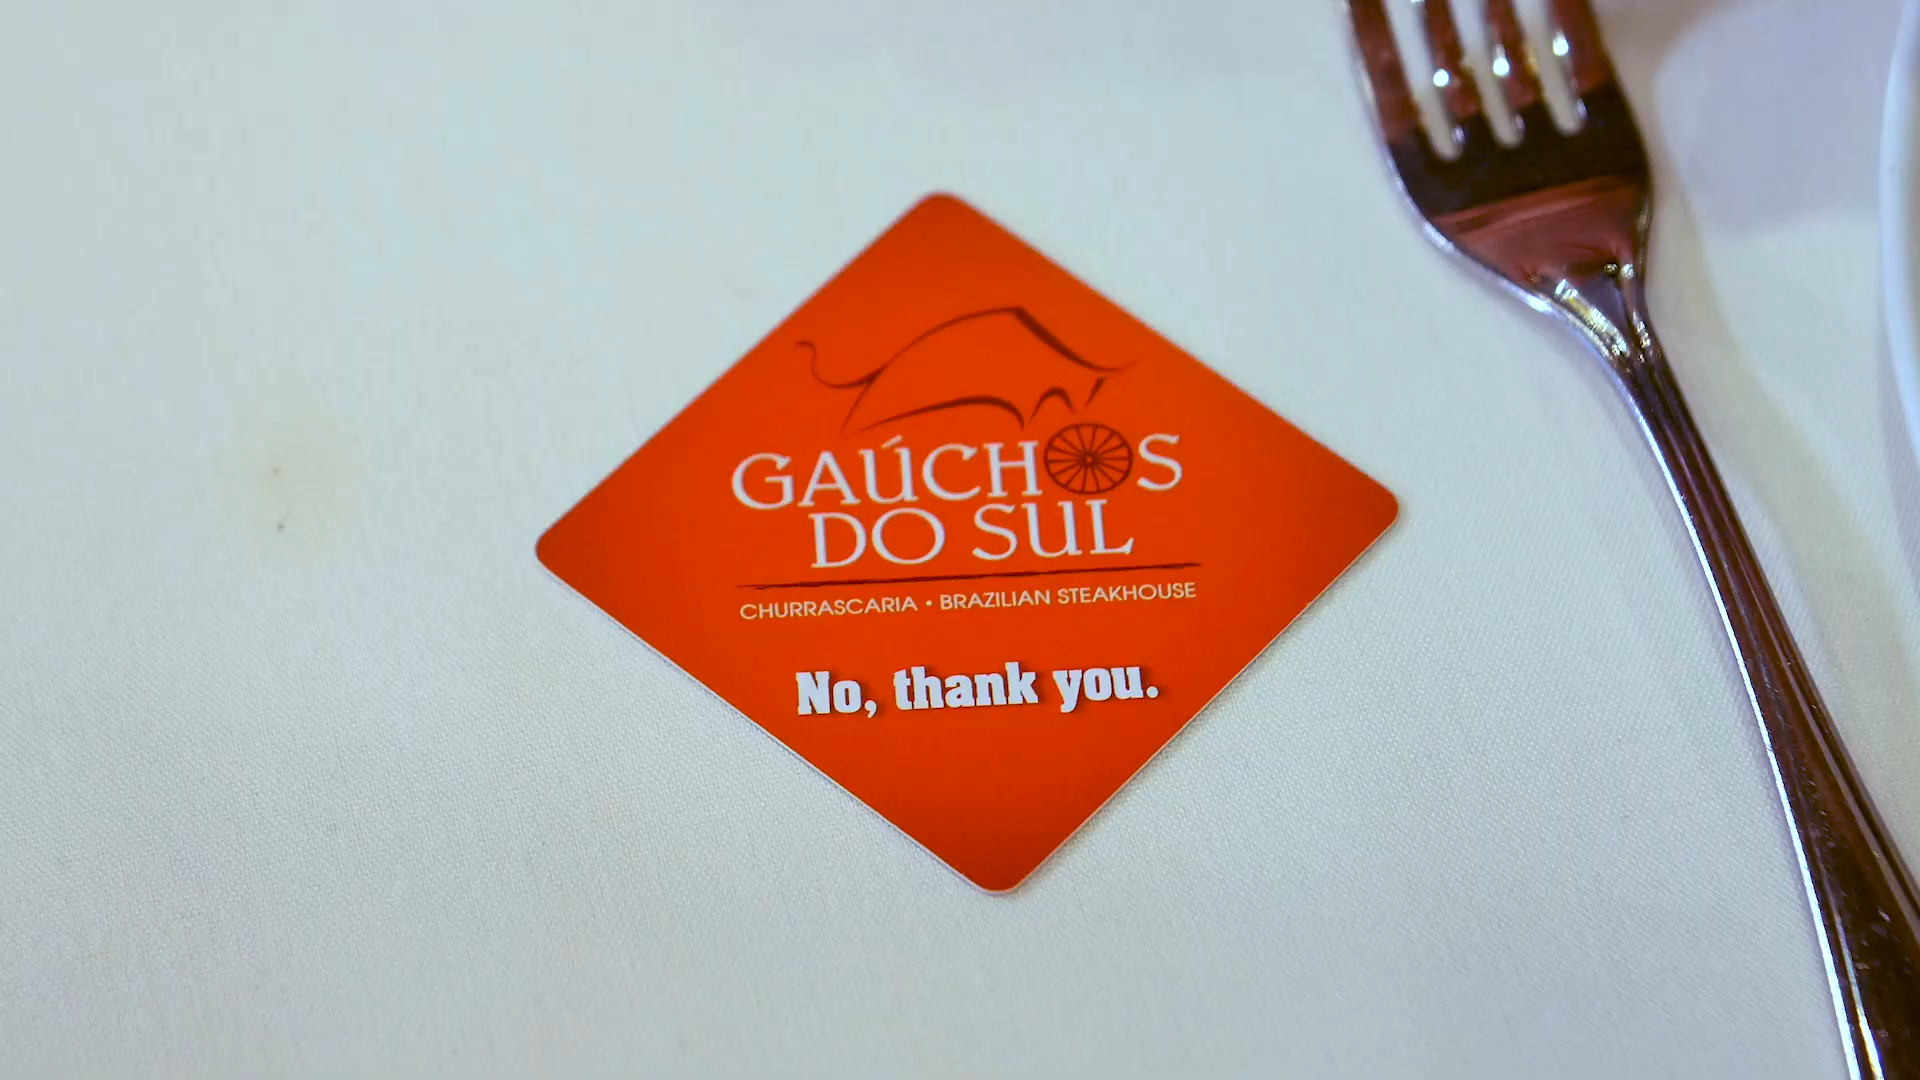 GAÚCHOS
DO SUL
CHURRASCARIA • BRAZILIAN STEAKHOUSE
No, thank you.